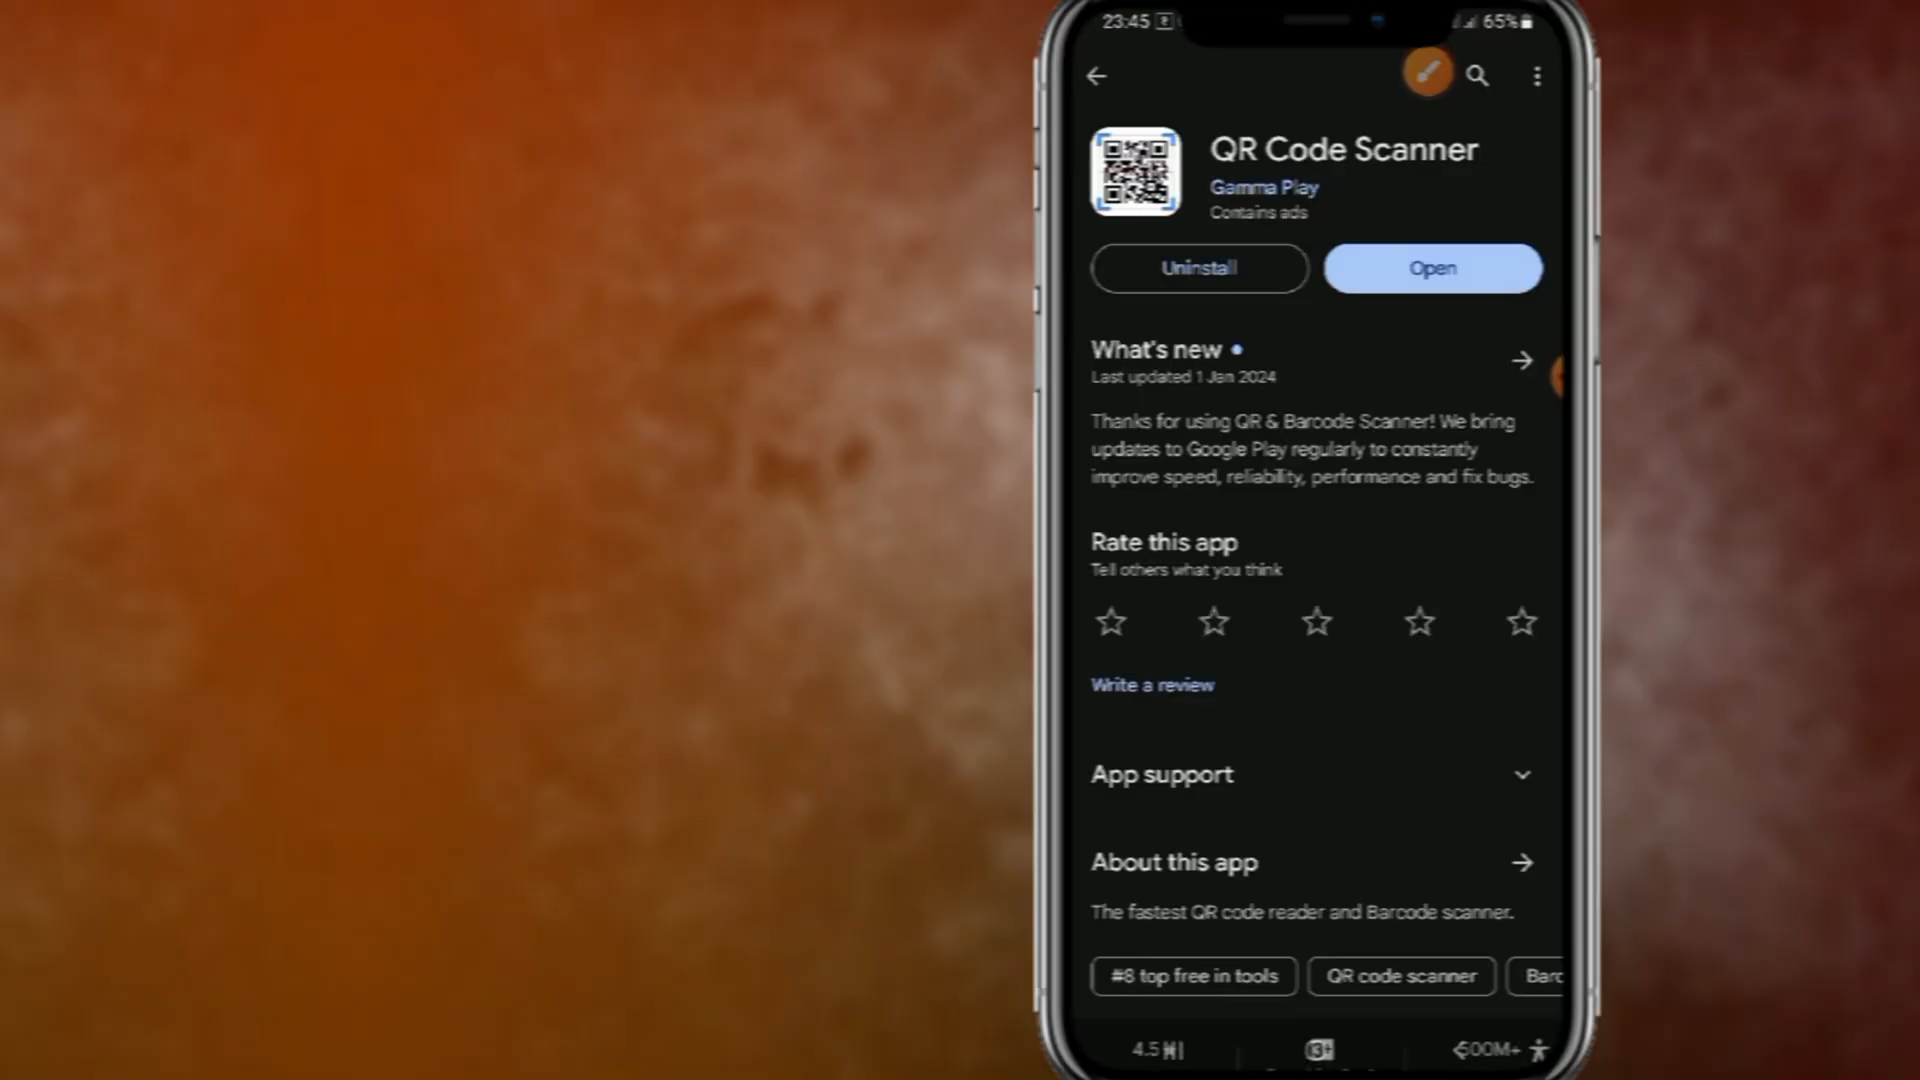 23:45
65%
QR Code Scanner
Gamma Play
Contains ads
Uninstall
Open
What's new
Last updated 1 Jan 2024
Thanks for using QR & Barcode Scanner! We bring
updates to Google Play regularly to constantly
improve speed, reliability, performance and fix bugs.
Rate this app
Tell others what you think
Write a review
App support
About this app
The fastest QR code reader and Barcode scanner.
#8 top free in tools
QR code scanner
Barc
4.5
3+
500M+